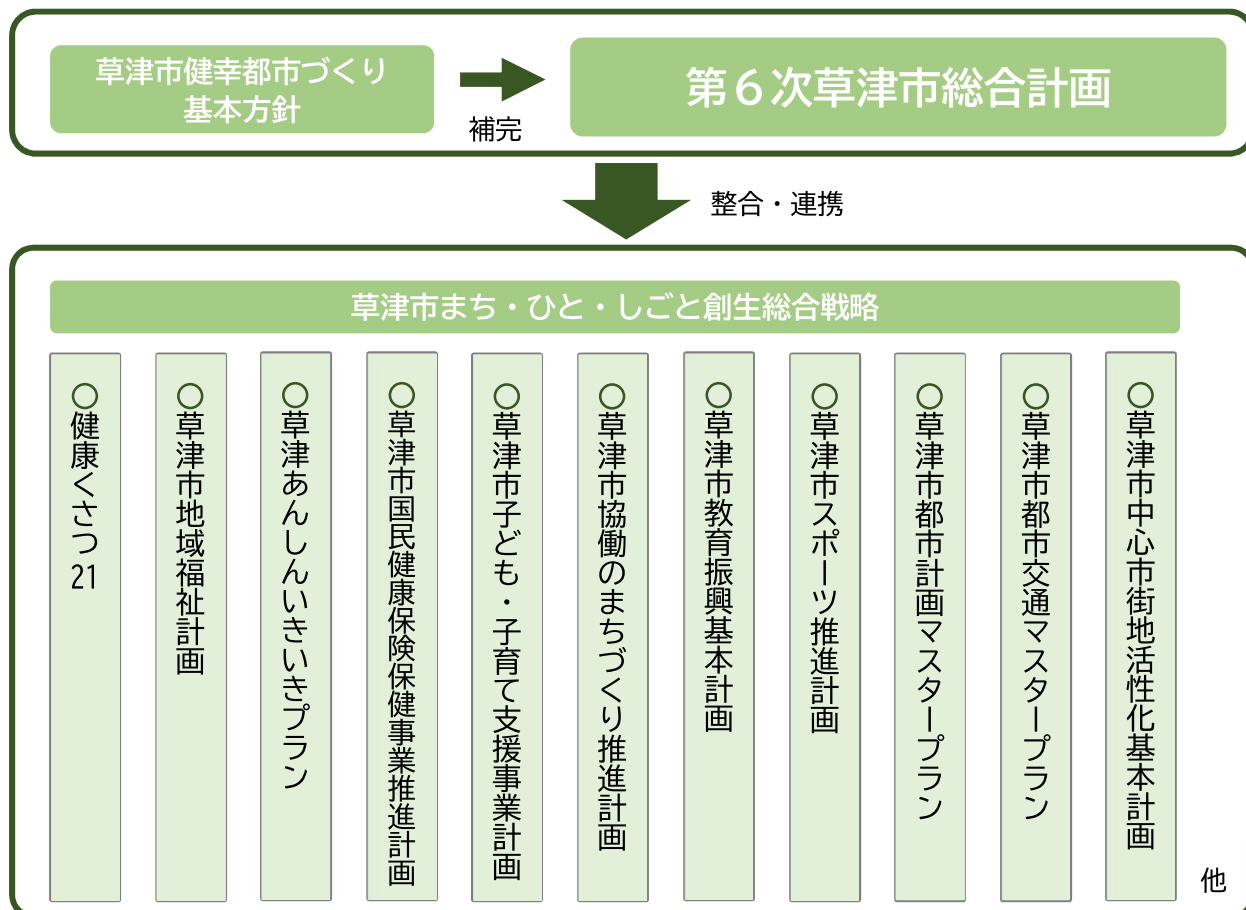 草津市健幸都市づくり
基本方針
補完
第６次草津市総合計画
整合・連携
草津市まち・ひと・しごと創生総合戦略
○健康くさつ21
○草津市地域福祉計画
○草津あんしんいきいきプラン
○草津市国民健康保険保健事業推進計画
○草津市子ども・子育て支援事業計画
○草津市協働のまちづくり推進計画
○草津市教育振興基本計画
○草津市スポーツ推進計画
○草津市都市計画マスタープラン
○草津市都市交通マスタープラン
○草津市中心市街地活性化基本計画
他